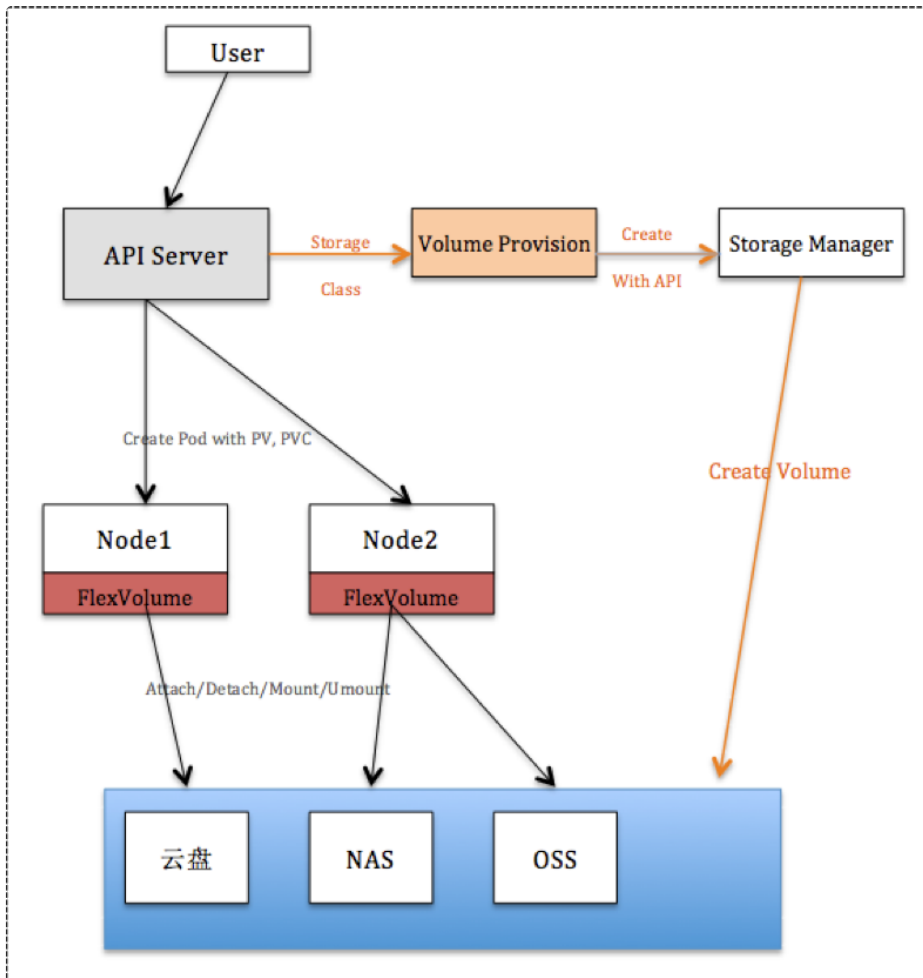 User
API Server
Storage
Class
Volume Provision
Create
With API
Storage Manager
Create Pod with PV, PVC
Create Volume
Node1
FlexVolume
Node2
FlexVolume
Attach/Detach/Mount/Umount
云盘
NAS
OSS